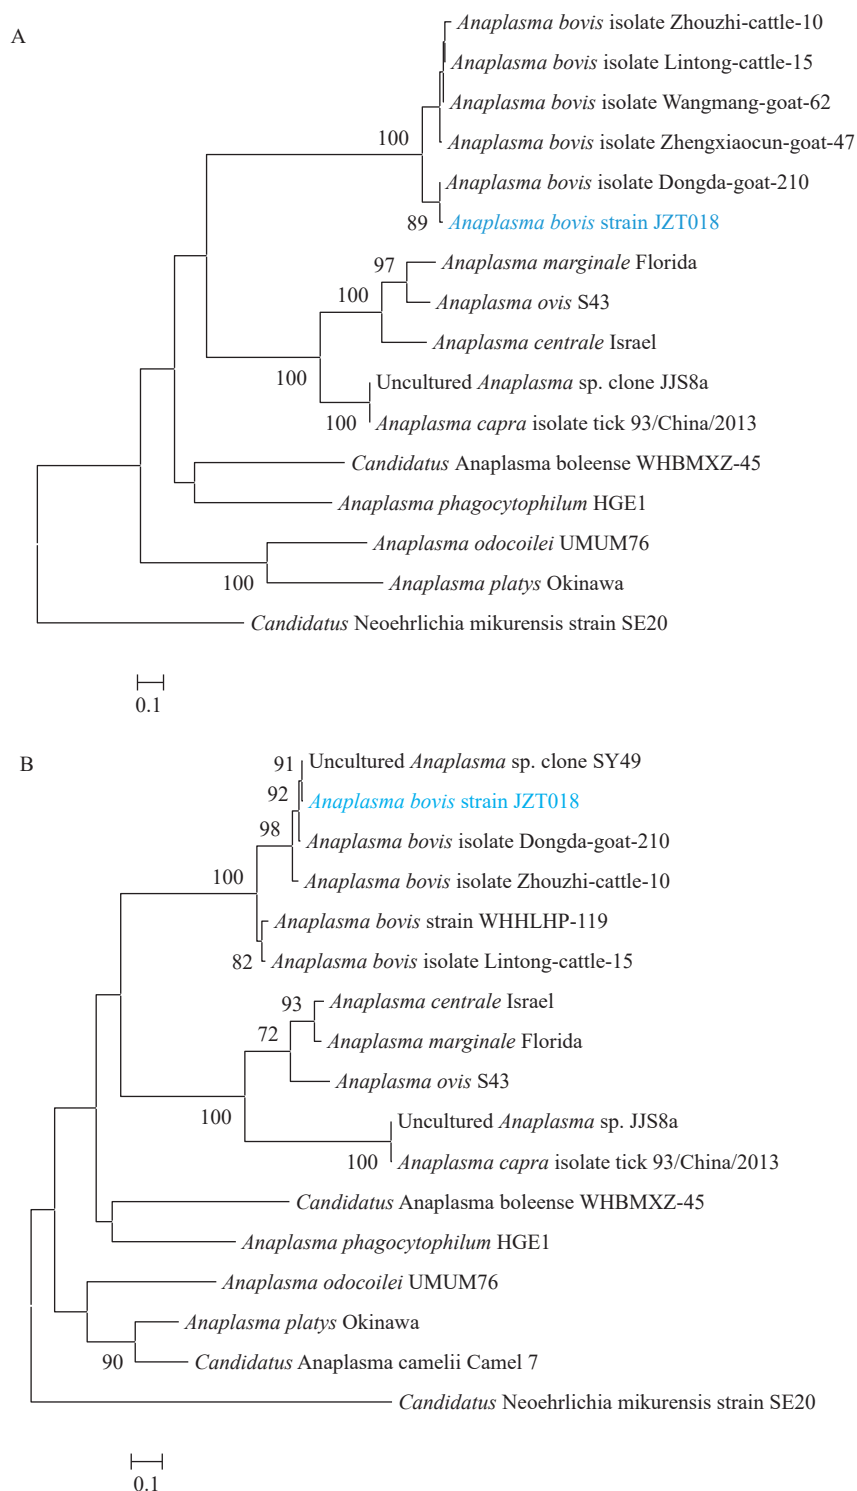 A
Anaplasma bovis isolate Zhouzhi-cattle-10
Anaplasma bovis isolate Lintong-cattle-15
Anaplasma bovis isolate Wangmang-goat-62
100
Anaplasma bovis isolate Zhengxiaocun-goat-47
Anaplasma bovis isolate Dongda-goat-210
89
Anaplasma bovis strain JZT018
97
Anaplasma marginale Florida
100
Anaplasma ovis S43
Anaplasma centrale Israel
100
Uncultured Anaplasma sp. clone JJS8a
100
Anaplasma capra isolate tick 93/China/2013
Candidatus Anaplasma boleense WHBMXZ-45
Anaplasma phagocytophilum HGE1
Anaplasma odocoilei UMUM76
100
Anaplasma platys Okinawa
Candidatus Neoehrlichia mikurensis strain SE20
0.1
B
91
Uncultured Anaplasma sp. clone SY49
92
Anaplasma bovis strain JZT018
98
Anaplasma bovis isolate Dongda-goat-210
100
Anaplasma bovis isolate Zhouzhi-cattle-10
Anaplasma bovis strain WHHLHP-119
82
Anaplasma bovis isolate Lintong-cattle-15
93
Anaplasma centrale Israel
72
Anaplasma marginale Florida
Anaplasma ovis S43
100
Uncultured Anaplasma sp. JJS8a
100
Anaplasma capra isolate tick 93/China/2013
Candidatus Anaplasma boleense WHBMXZ-45
Anaplasma phagocytophilum HGE1
Anaplasma odocoilei UMUM76
Anaplasma platys Okinawa
90
Candidatus Anaplasma camelii Camel 7
Candidatus Neoehrlichia mikurensis strain SE20
0.1